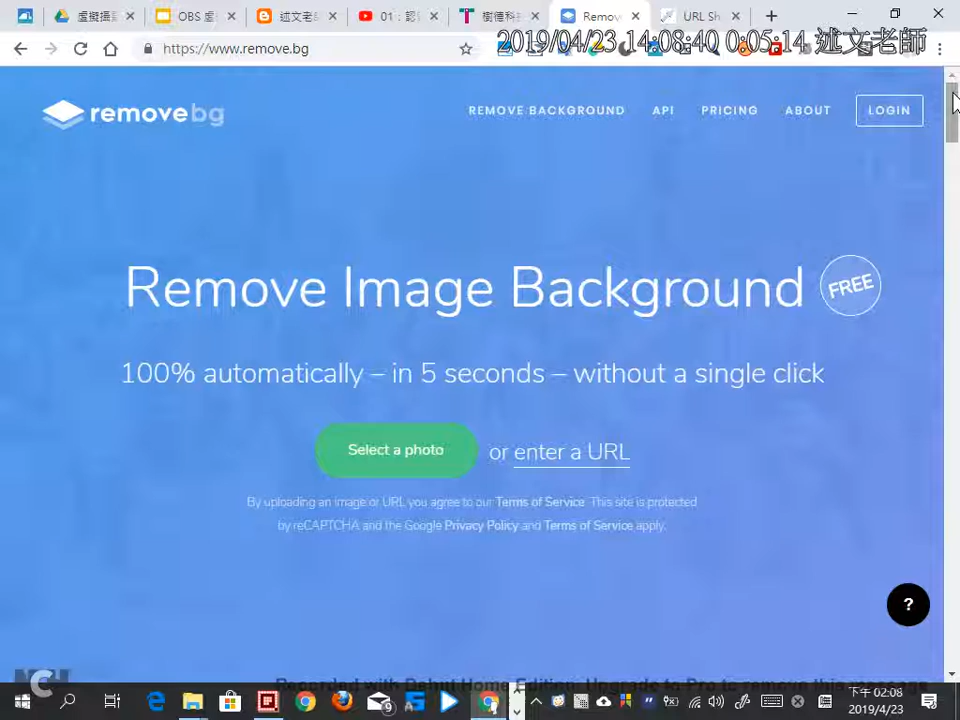 虛擬攝
OBS 虛
述文老師
01：認
樹德科
Remov
URL Sh
https://www.remove.bg
2019/04/23 14:08:40 0:05:14 述文老師
removebg
REMOVE BACKGROUND
API
PRICING
ABOUT
LOGIN
Remove Image Background
FREE
100% automatically – in 5 seconds – without a single click
Select a photo
or enter a URL
By uploading an image or URL you agree to our Terms of Service. This site is protected
by reCAPTCHA and the Google Privacy Policy and Terms of Service apply.
?
Recorded with Debut Home Edition. Upgrade to Pro to remove this message
9
下午 02:08
2019/4/23